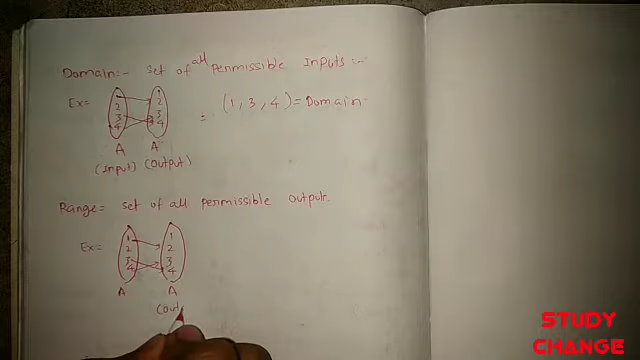 Domain:- Set of all permissible Inputs :-
Ex=
1
2
2
3
3
4
4
(1, 3, 4) = Domain
A
A
(Input) (Output)
Range= Set of all permissible Output.
Ex=
1
1
2
2
3
3
4
4
A
A
(Out
STUDY
CHANGE